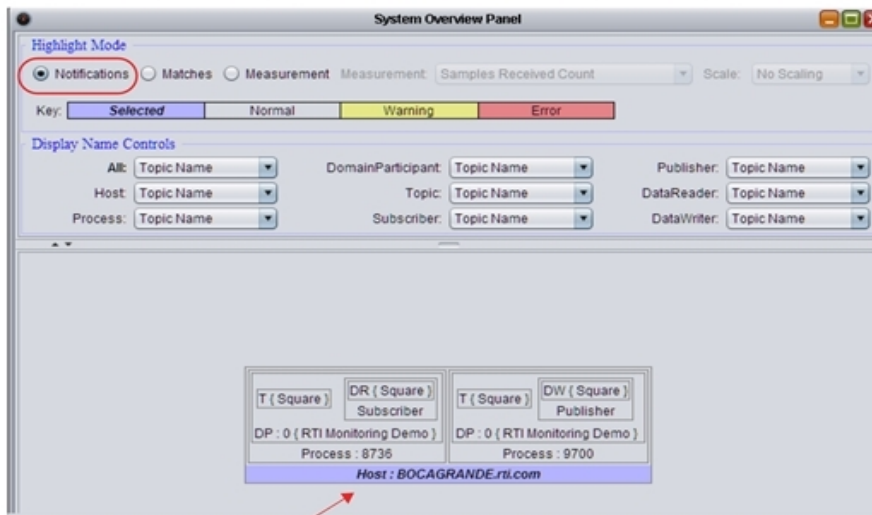 System Overview Panel
Highlight Mode
Notifications Matches Measurement Measurement: Samples Received Count Scale: No Scaling
Key: Selected Normal Warning Error
Display Name Controls
All: Topic Name DomainParticipant: Topic Name Publisher: Topic Name
Host: Topic Name Topic: Topic Name DataReader: Topic Name
Process: Topic Name Subscriber: Topic Name DataWriter: Topic Name
T { Square } DR { Square } T { Square } DW { Square }
Subscriber Publisher
DP : 0 { RTI Monitoring Demo } DP : 0 { RTI Monitoring Demo }
Process : 8736 Process : 9700
Host : BOCAGRANDE.rti.com